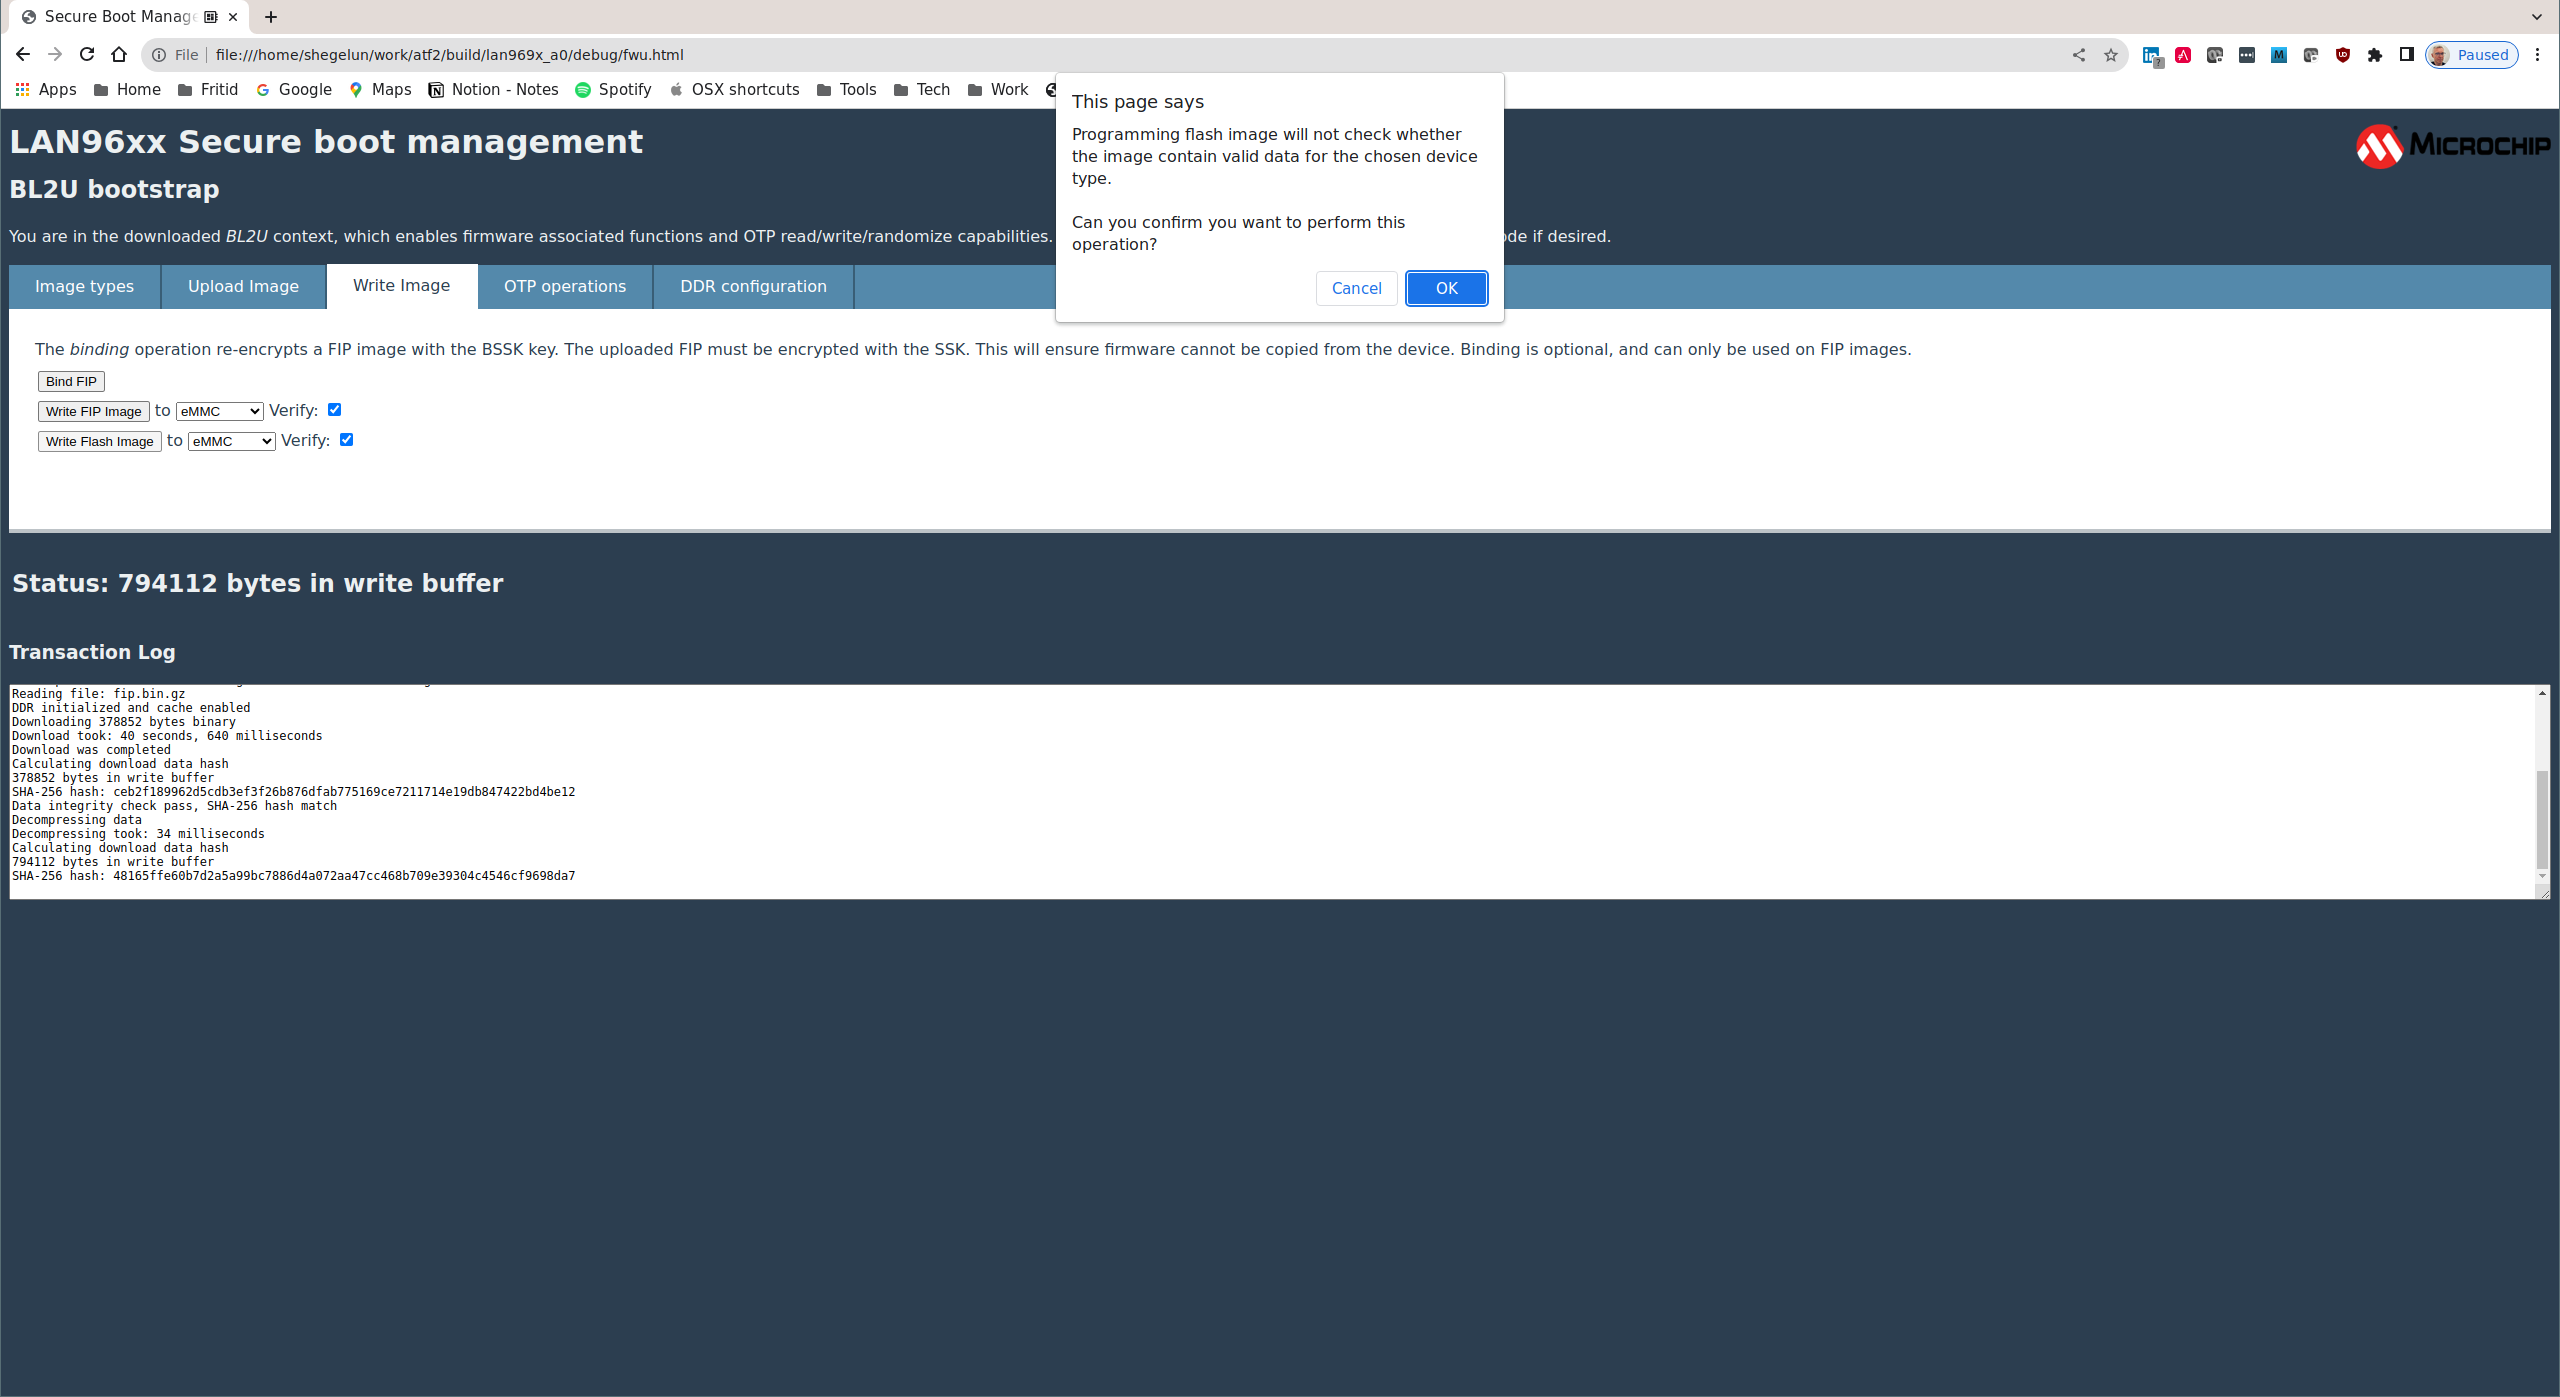 Secure Boot Manag
File file:///home/shegelun/work/atf2/build/lan969x_a0/debug/fwu.html
Paused
Apps Home Fritid Google Maps Notion - Notes Spotify OSX shortcuts Tools Tech Work
This page says
Programming flash image will not check whether
the image contain valid data for the chosen device
type.
Can you confirm you want to perform this
operation?
Cancel OK
LAN96xx Secure boot management
MICROCHIP
BL2U bootstrap
You are in the downloaded BL2U context, which enables firmware associated functions and OTP read/write/randomize capabilities. ode if desired.
Image types Upload Image Write Image OTP operations DDR configuration
The binding operation re-encrypts a FIP image with the BSSK key. The uploaded FIP must be encrypted with the SSK. This will ensure firmware cannot be copied from the device. Binding is optional, and can only be used on FIP images.
Bind FIP
Write FIP Image to eMMC Verify:
Write Flash Image to eMMC Verify:
Status: 794112 bytes in write buffer
Transaction Log
Reading file: fip.bin.gz
DDR initialized and cache enabled
Downloading 378852 bytes binary
Download took: 40 seconds, 640 milliseconds
Download was completed
Calculating download data hash
378852 bytes in write buffer
SHA-256 hash: ceb2f189962d5cdb3ef3f26b876dfab775169ce7211714e19db847422bd4be12
Data integrity check pass, SHA-256 hash match
Decompressing data
Decompressing took: 34 milliseconds
Calculating download data hash
794112 bytes in write buffer
SHA-256 hash: 48165ffe60b7d2a5a99bc7886d4a072aa47cc468b709e39304c4546cf9698da7